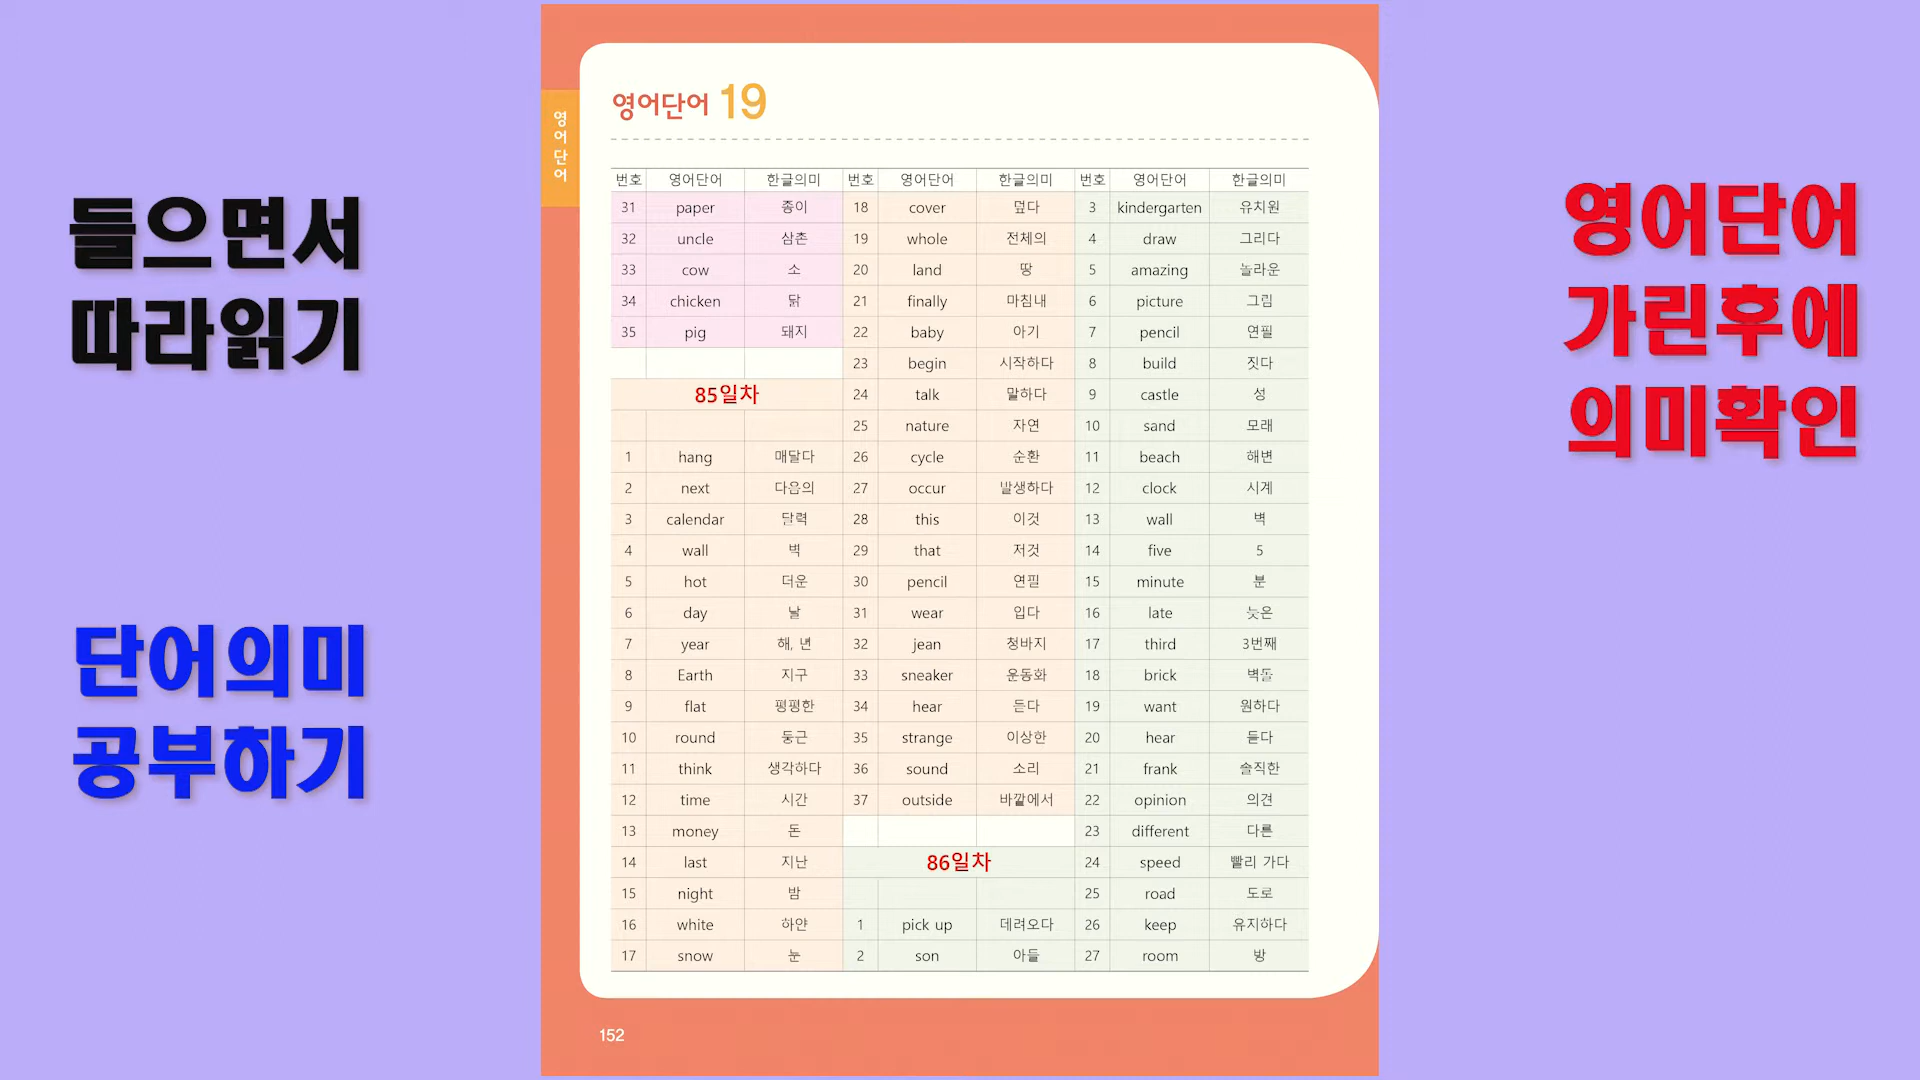 들으면서
따라읽기
단어의미
공부하기
영어단어
영어단어 19
번호 영어단어 한글의미 번호 영어단어 한글의미 번호 영어단어 한글의미
31 paper 종이 18 cover 덮다 3 kindergarten 유치원
32 uncle 삼촌 19 whole 전체의 4 draw 그리다
33 cow 소 20 land 땅 5 amazing 놀라운
34 chicken 닭 21 finally 마침내 6 picture 그림
35 pig 돼지 22 baby 아기 7 pencil 연필
23 begin 시작하다 8 build 짓다
85일차 24 talk 말하다 9 castle 성
25 nature 자연 10 sand 모래
1 hang 매달다 26 cycle 순환 11 beach 해변
2 next 다음의 27 occur 발생하다 12 clock 시계
3 calendar 달력 28 this 이것 13 wall 벽
4 wall 벽 29 that 저것 14 five 5
5 hot 더운 30 pencil 연필 15 minute 분
6 day 날 31 wear 입다 16 late 늦은
7 year 해, 년 32 jean 청바지 17 third 3번째
8 Earth 지구 33 sneaker 운동화 18 brick 벽돌
9 flat 평평한 34 hear 듣다 19 want 원하다
10 round 둥근 35 strange 이상한 20 hear 듣다
11 think 생각하다 36 sound 소리 21 frank 솔직한
12 time 시간 37 outside 바깥에서 22 opinion 의견
13 money 돈 23 different 다른
14 last 지난 86일차 24 speed 빨리 가다
15 night 밤 25 road 도로
16 white 하얀 1 pick up 데려오다 26 keep 유지하다
17 snow 눈 2 son 아들 27 room 방
152
영어단어
가린후에
의미확인